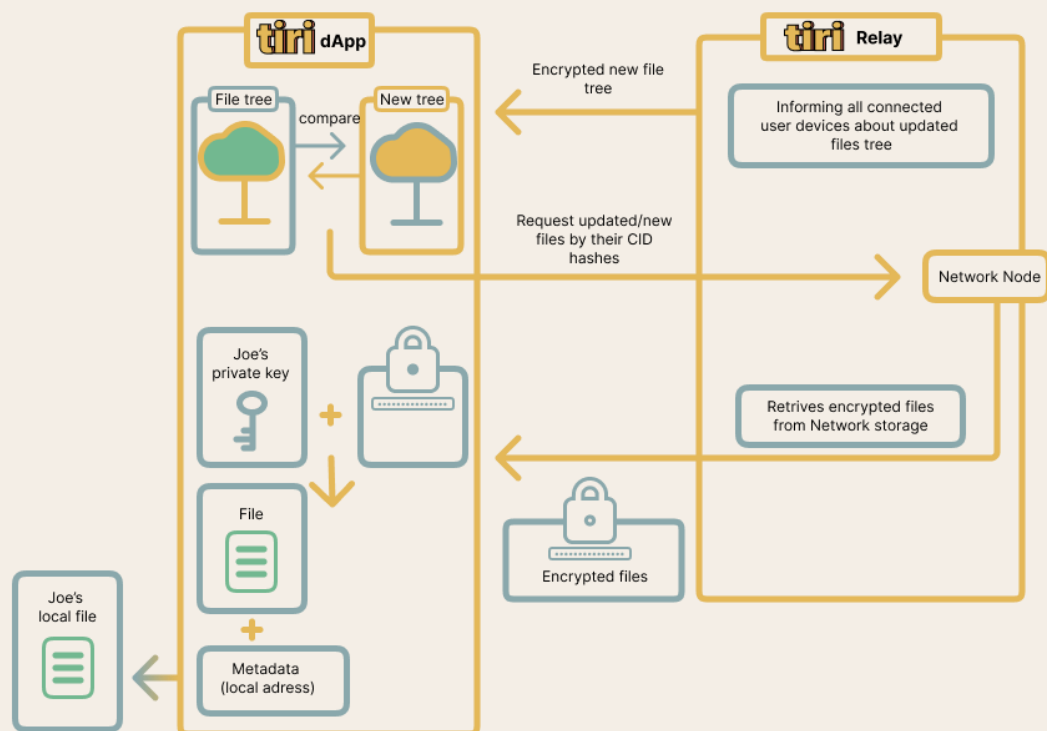 tiri dApp
tiri Relay
File tree
New tree
compare
Encrypted new file
tree
Informing all connected
user devices about updated
files tree
Request updated/new
files by their CID
hashes
Network Node
Joe's
private key
Retrives encrypted files
from Network storage
File
Encrypted files
Joe's
local file
Metadata
(local adress)